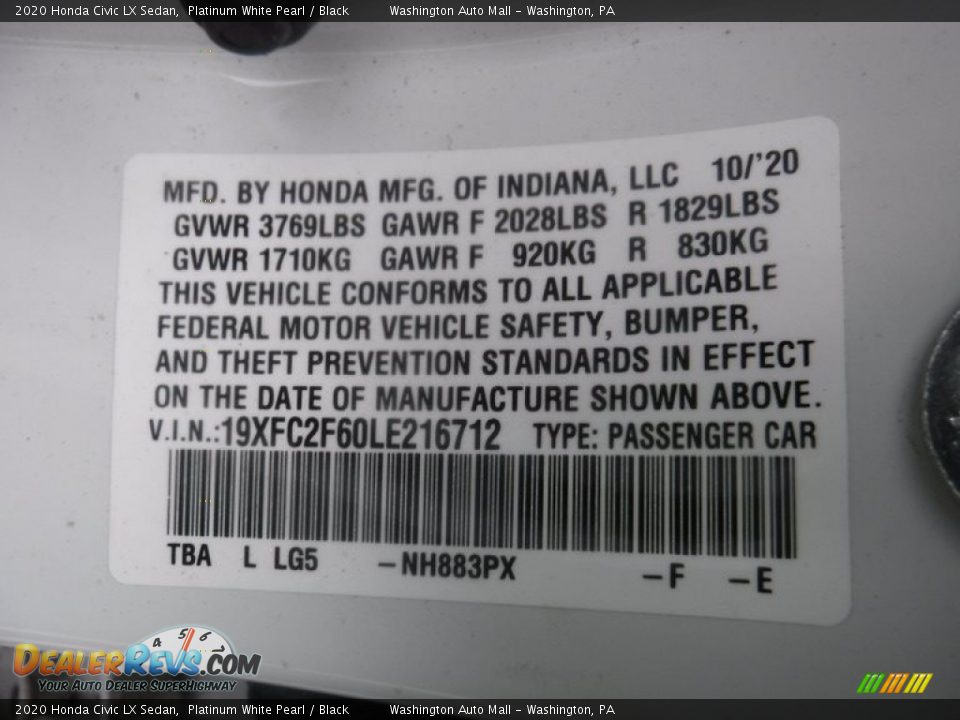 2020 Honda Civic LX Sedan, Platinum White Pearl / Black Washington Auto Mall - Washington, PA
MFD. BY HONDA MFG. OF INDIANA, LLC 10/'20
GVWR 3769LBS GAWR F 2028LBS R 1829LBS
GVWR 1710KG GAWR F 920KG R 830KG
THIS VEHICLE CONFORMS TO ALL APPLICABLE
FEDERAL MOTOR VEHICLE SAFETY, BUMPER,
AND THEFT PREVENTION STANDARDS IN EFFECT
ON THE DATE OF MANUFACTURE SHOWN ABOVE.
V.I.N.:19XFC2F60LE216712 TYPE: PASSENGER CAR
TBA L LG5 -NH883PX -F -E
4 5 6
DEALERREVS.COM
YOUR AUTO DEALER SUPERHIGHWAY
2020 Honda Civic LX Sedan, Platinum White Pearl / Black Washington Auto Mall - Washington, PA